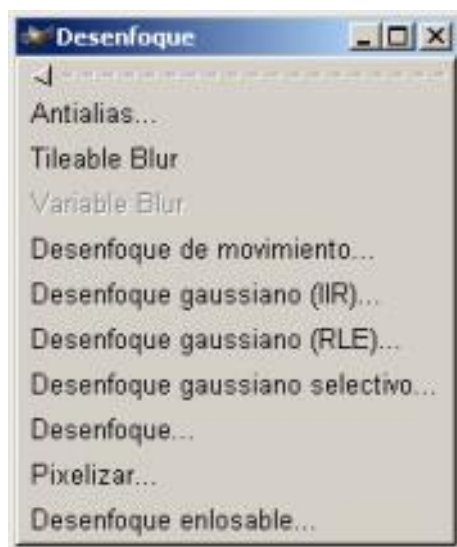 Desenfoque
Antialias...
Tileable Blur
Variable Blur
Desenfoque de movimiento...
Desenfoque gaussiano (IIR)...
Desenfoque gaussiano (RLE)...
Desenfoque gaussiano selectivo...
Desenfoque...
Pixelizar...
Desenfoque enlosable...